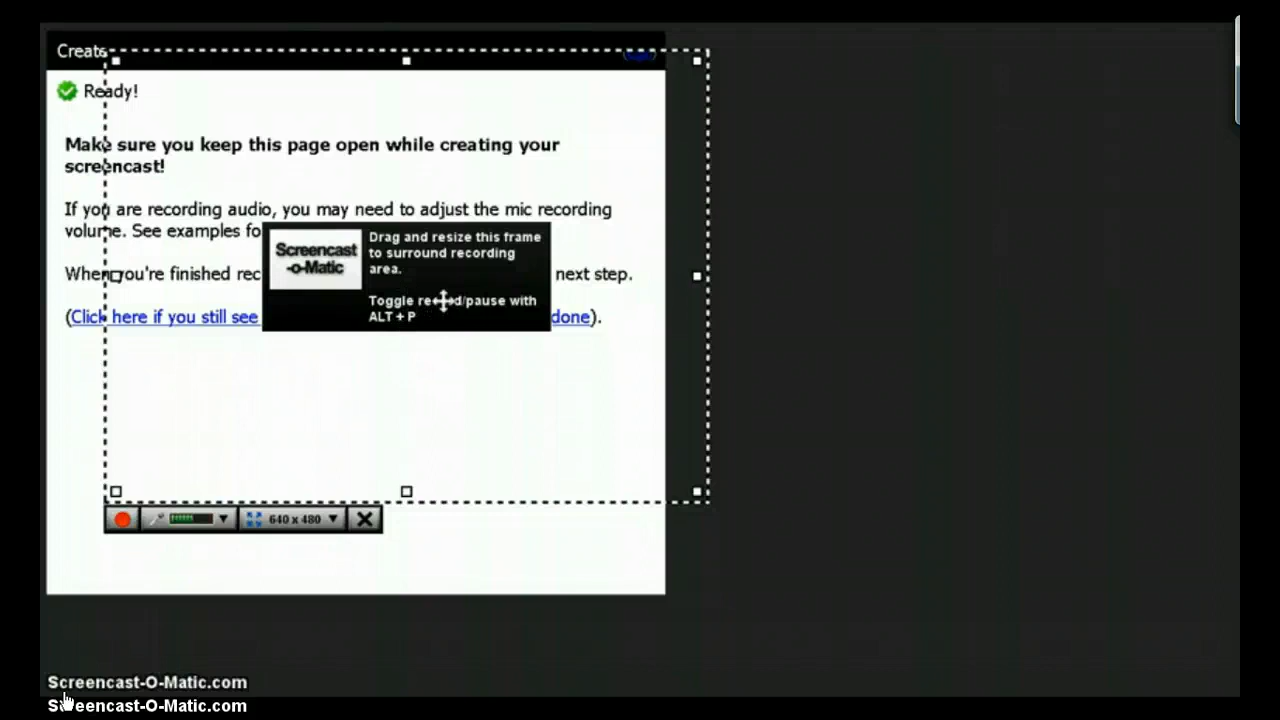 Create
Ready!
Make sure you keep this page open while creating your
screencast!
If you are recording audio, you may need to adjust the mic recording
volume. See examples fo
When you're finished rec next step.
(Click here if you still see done).
Screencast
-o-Matic
Drag and resize this frame
to surround recording
area.
Toggle record/pause with
ALT + P
640 x 480
Screencast-O-Matic.com
Screencast-O-Matic.com